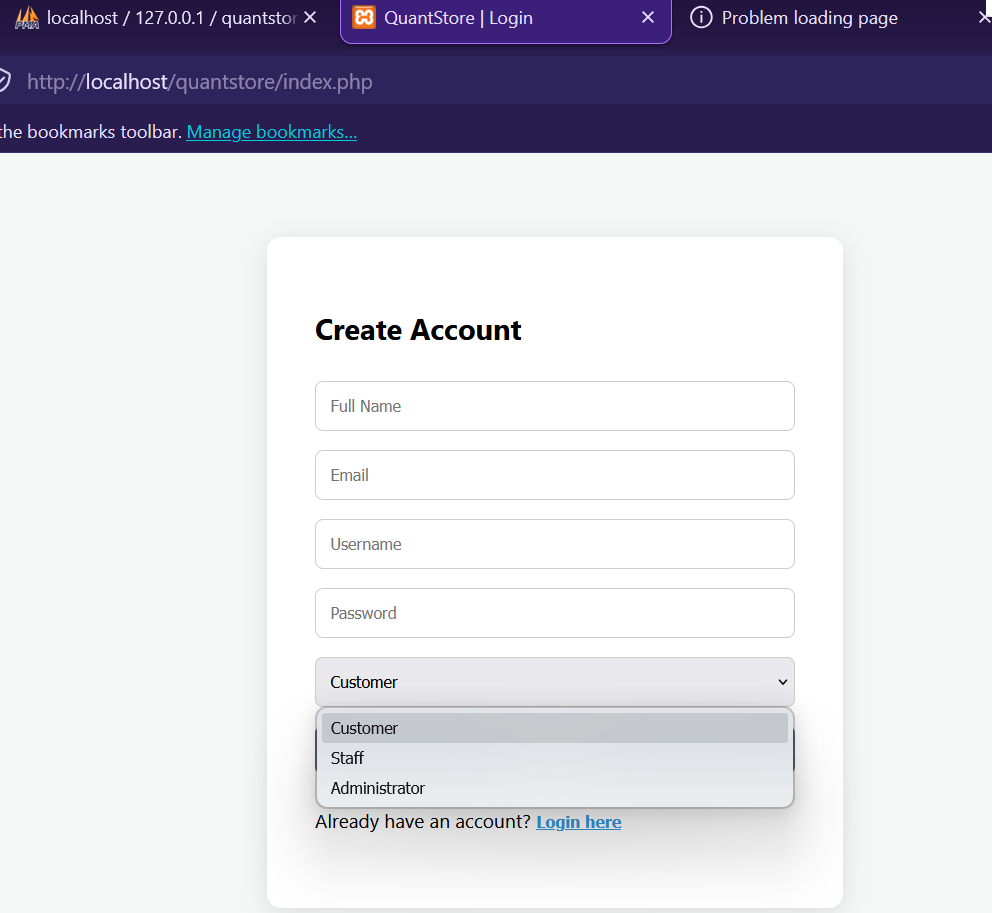 localhost / 127.0.0.1 / quantstor
QuantStore | Login
Problem loading page
http://localhost/quantstore/index.php
the bookmarks toolbar. Manage bookmarks...
Create Account
Full Name
Email
Username
Password
Customer
Customer
Staff
Administrator
Already have an account? Login here